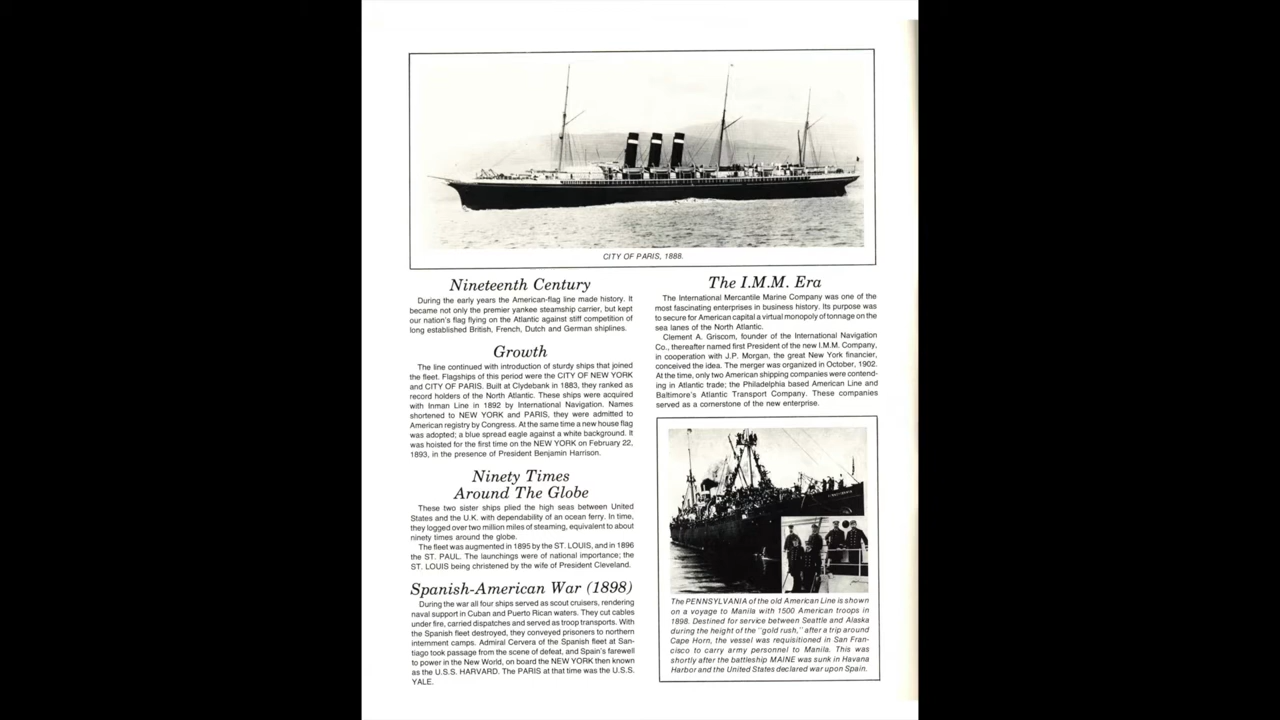 CITY OF PARIS, 1888.
Nineteenth Century
During the early years the American-flag line made history. It
became not only the premier yankee steamship carrier, but kept
our nation's flag flying on the Atlantic against stiff competition of
long established British, French, Dutch and German shiplines.
Growth
The line continued with introduction of sturdy ships that joined
the fleet. Flagships of this period were the CITY OF NEW YORK
and CITY OF PARIS. Built at Clydebank in 1883, they ranked as
record holders of the North Atlantic. These ships were acquired
with Inman Line in 1892 by International Navigation. Names
shortened to NEW YORK and PARIS, they were admitted to
American registry by Congress. At the same time a new house flag
was adopted; a blue spread eagle against a white background. It
was hoisted for the first time on the NEW YORK on February 22,
1893, in the presence of President Benjamin Harrison.
Ninety Times
Around The Globe
These two sister ships plied the high seas between United
States and the U.K. with dependability of an ocean ferry. In time,
they logged over two million miles of steaming, equivalent to about
ninety times around the globe.
The fleet was augmented in 1895 by the ST. LOUIS, and in 1896
the ST. PAUL. The launchings were of national importance; the
ST. LOUIS being christened by the wife of President Cleveland.
Spanish-American War (1898)
During the war all four ships served as scout cruisers, rendering
naval support in Cuban and Puerto Rican waters. They cut cables
under fire, carried dispatches and served as troop transports. With
the Spanish fleet destroyed, they conveyed prisoners to northern
internment camps. Admiral Cervera of the Spanish fleet at San-
tiago took passage from the scene of defeat, and Spain's farewell
to power in the New World, on board the NEW YORK then known
as the U.S.S. HARVARD. The PARIS at that time was the U.S.S.
YALE.
The I.M.M. Era
The International Mercantile Marine Company was one of the
most fascinating enterprises in business history. Its purpose was
to secure for American capital a virtual monopoly of tonnage on the
sea lanes of the North Atlantic.
Clement A. Griscom, founder of the International Navigation
Co., thereafter named first President of the new I.M.M. Company,
in cooperation with J.P. Morgan, the great New York financier,
conceived the idea. The merger was organized in October, 1902.
At the time, only two American shipping companies were contend-
ing in Atlantic trade; the Philadelphia based American Line and
Baltimore's Atlantic Transport Company. These companies
served as a cornerstone of the new enterprise.
The PENNSYLVANIA of the old American Line is shown
on a voyage to Manila with 1500 American troops in
1898. Destined for service between Seattle and Alaska
during the height of the "gold rush," after a trip around
Cape Horn, the vessel was requisitioned in San Fran-
cisco to carry army personnel to Manila. This was
shortly after the battleship MAINE was sunk in Havana
Harbor and the United States declared war upon Spain.